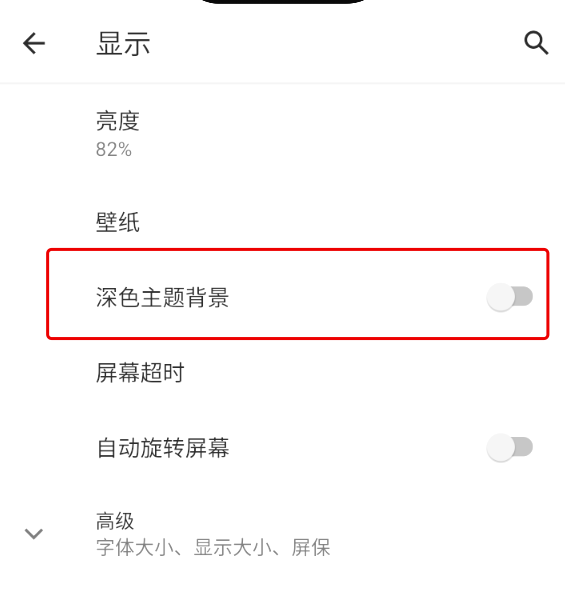 显示
亮度
82%
壁纸
深色主题背景
屏幕超时
自动旋转屏幕
高级
字体大小、显示大小、屏保